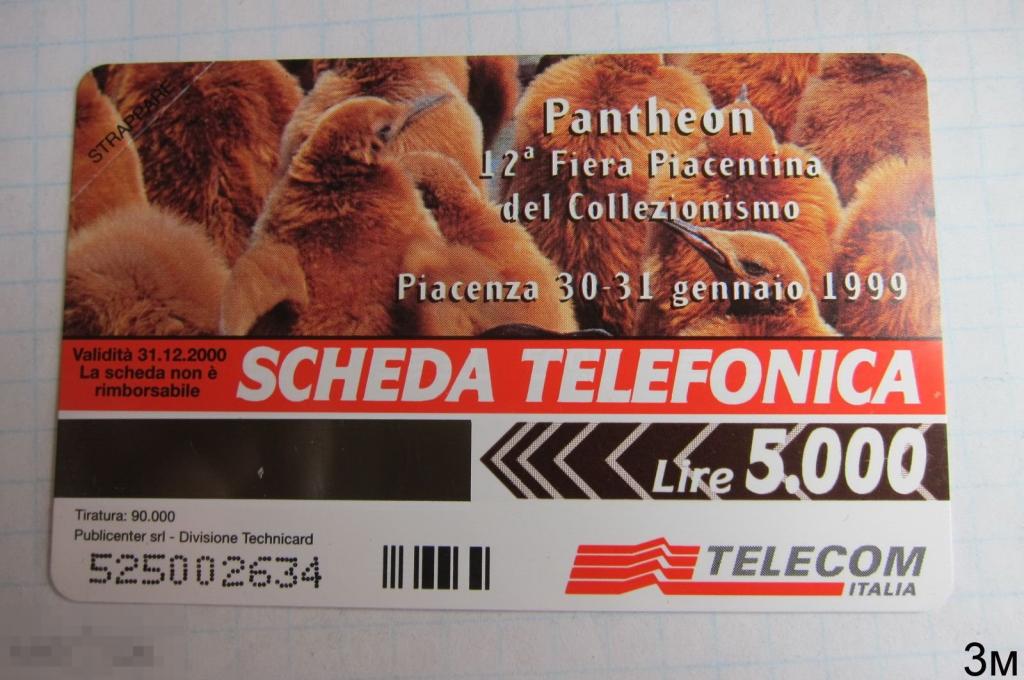 STRAPPARE
Pantheon
12ª Fiera Piacentina
del Collezionismo
Piacenza 30-31 gennaio 1999
Validità 31.12.2000
La scheda non è
rimborsabile
SCHEDA TELEFONICA
Lire 5.000
Tiratura: 90.000
Publicenter srl - Divisione Technicard
525002634
TELECOM
ITALIA
3м